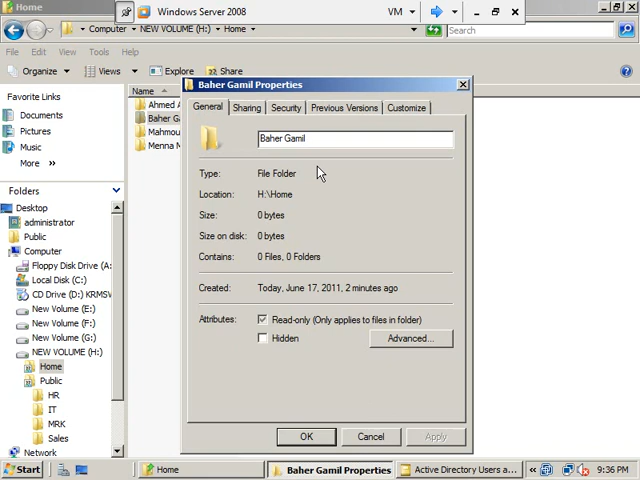 Home
Windows Server 2008
VM
Computer NEW VOLUME (H:) Home
Search
File Edit View Tools Help
Organize Views Explore Share
Favorite Links
Documents
Pictures
Music
More »
Folders
Desktop
administrator
Public
Computer
Floppy Disk Drive (A:
Local Disk (C:)
CD Drive (D:) KRMS
New Volume (E:)
New Volume (F:)
New Volume (G:)
NEW VOLUME (H:)
Home
Public
HR
IT
MRK
Sales
Network
Name
Ahmed A
Baher Ga
Mahmou
Menna M
Baher Gamil Properties
General Sharing Security Previous Versions Customize
Baher Gamil
Type: File Folder
Location: H:\Home
Size: 0 bytes
Size on disk: 0 bytes
Contains: 0 Files, 0 Folders
Created: Today, June 17, 2011, 2 minutes ago
Attributes: Read-only (Only applies to files in folder)
Hidden Advanced...
OK Cancel Apply
Start Home Baher Gamil Properties Active Directory Users a... « 9:36 PM